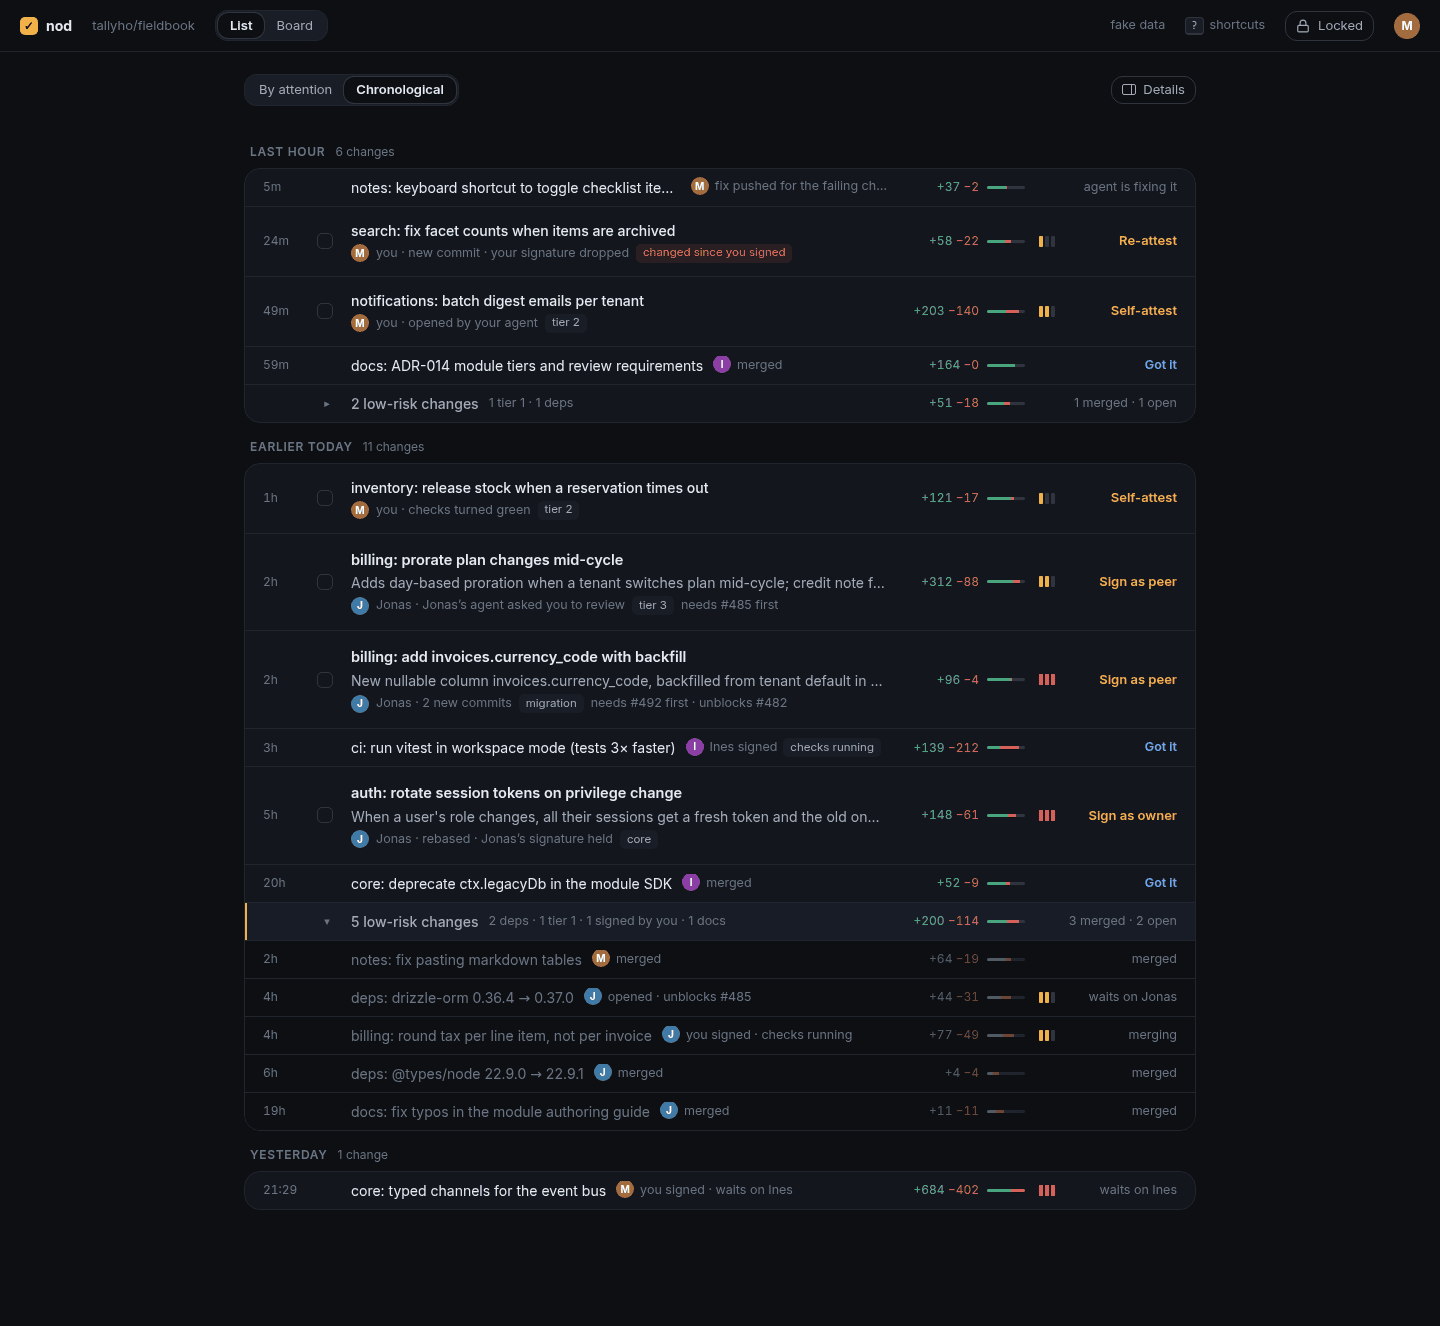 ✓ nod tallyho/fieldbook List Board fake data ? shortcuts Locked M
By attention Chronological Details
LAST HOUR 6 changes
5m notes: keyboard shortcut to toggle checklist ite... M fix pushed for the failing ch... +37 −2 agent is fixing it
search: fix facet counts when items are archived
24m +58 −22 Re-attest
M you · new commit · your signature dropped changed since you signed
notifications: batch digest emails per tenant
49m +203 −140 Self-attest
M you · opened by your agent tier 2
59m docs: ADR-014 module tiers and review requirements I merged +164 −0 Got it
▸ 2 low-risk changes 1 tier 1 · 1 deps +51 −18 1 merged · 1 open
EARLIER TODAY 11 changes
inventory: release stock when a reservation times out
1h +121 −17 Self-attest
M you · checks turned green tier 2
billing: prorate plan changes mid-cycle
2h Adds day-based proration when a tenant switches plan mid-cycle; credit note f... +312 −88 Sign as peer
J Jonas · Jonas’s agent asked you to review tier 3 needs #485 first
billing: add invoices.currency_code with backfill
2h New nullable column invoices.currency_code, backfilled from tenant default in ... +96 −4 Sign as peer
J Jonas · 2 new commits migration needs #492 first · unblocks #482
3h ci: run vitest in workspace mode (tests 3× faster) I Ines signed checks running +139 −212 Got it
auth: rotate session tokens on privilege change
5h When a user's role changes, all their sessions get a fresh token and the old on... +148 −61 Sign as owner
J Jonas · rebased · Jonas’s signature held core
20h core: deprecate ctx.legacyDb in the module SDK I merged +52 −9 Got it
▾ 5 low-risk changes 2 deps · 1 tier 1 · 1 signed by you · 1 docs +200 −114 3 merged · 2 open
2h notes: fix pasting markdown tables M merged +64 −19 merged
4h deps: drizzle-orm 0.36.4 → 0.37.0 J opened · unblocks #485 +44 −31 waits on Jonas
4h billing: round tax per line item, not per invoice J you signed · checks running +77 −49 merging
6h deps: @types/node 22.9.0 → 22.9.1 J merged +4 −4 merged
19h docs: fix typos in the module authoring guide J merged +11 −11 merged
YESTERDAY 1 change
21:29 core: typed channels for the event bus M you signed · waits on Ines +684 −402 waits on Ines